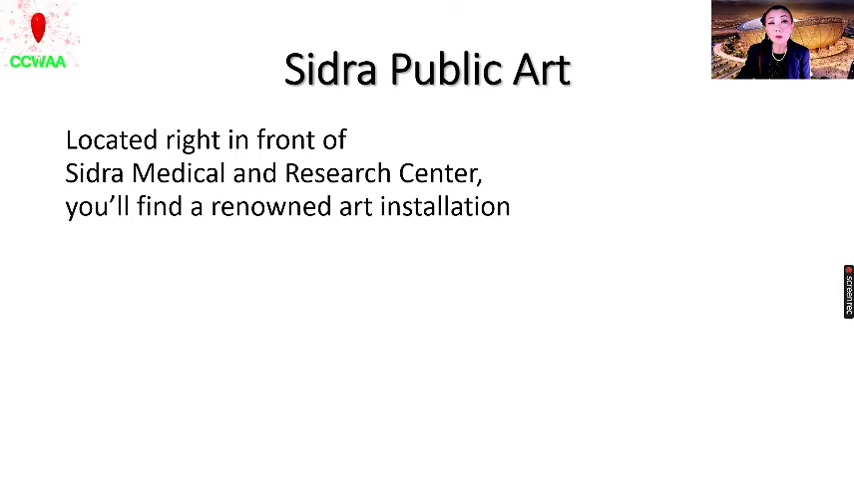 CCWAA
Sidra Public Art
Located right in front of
Sidra Medical and Research Center,
you’ll find a renowned art installation
screenrec